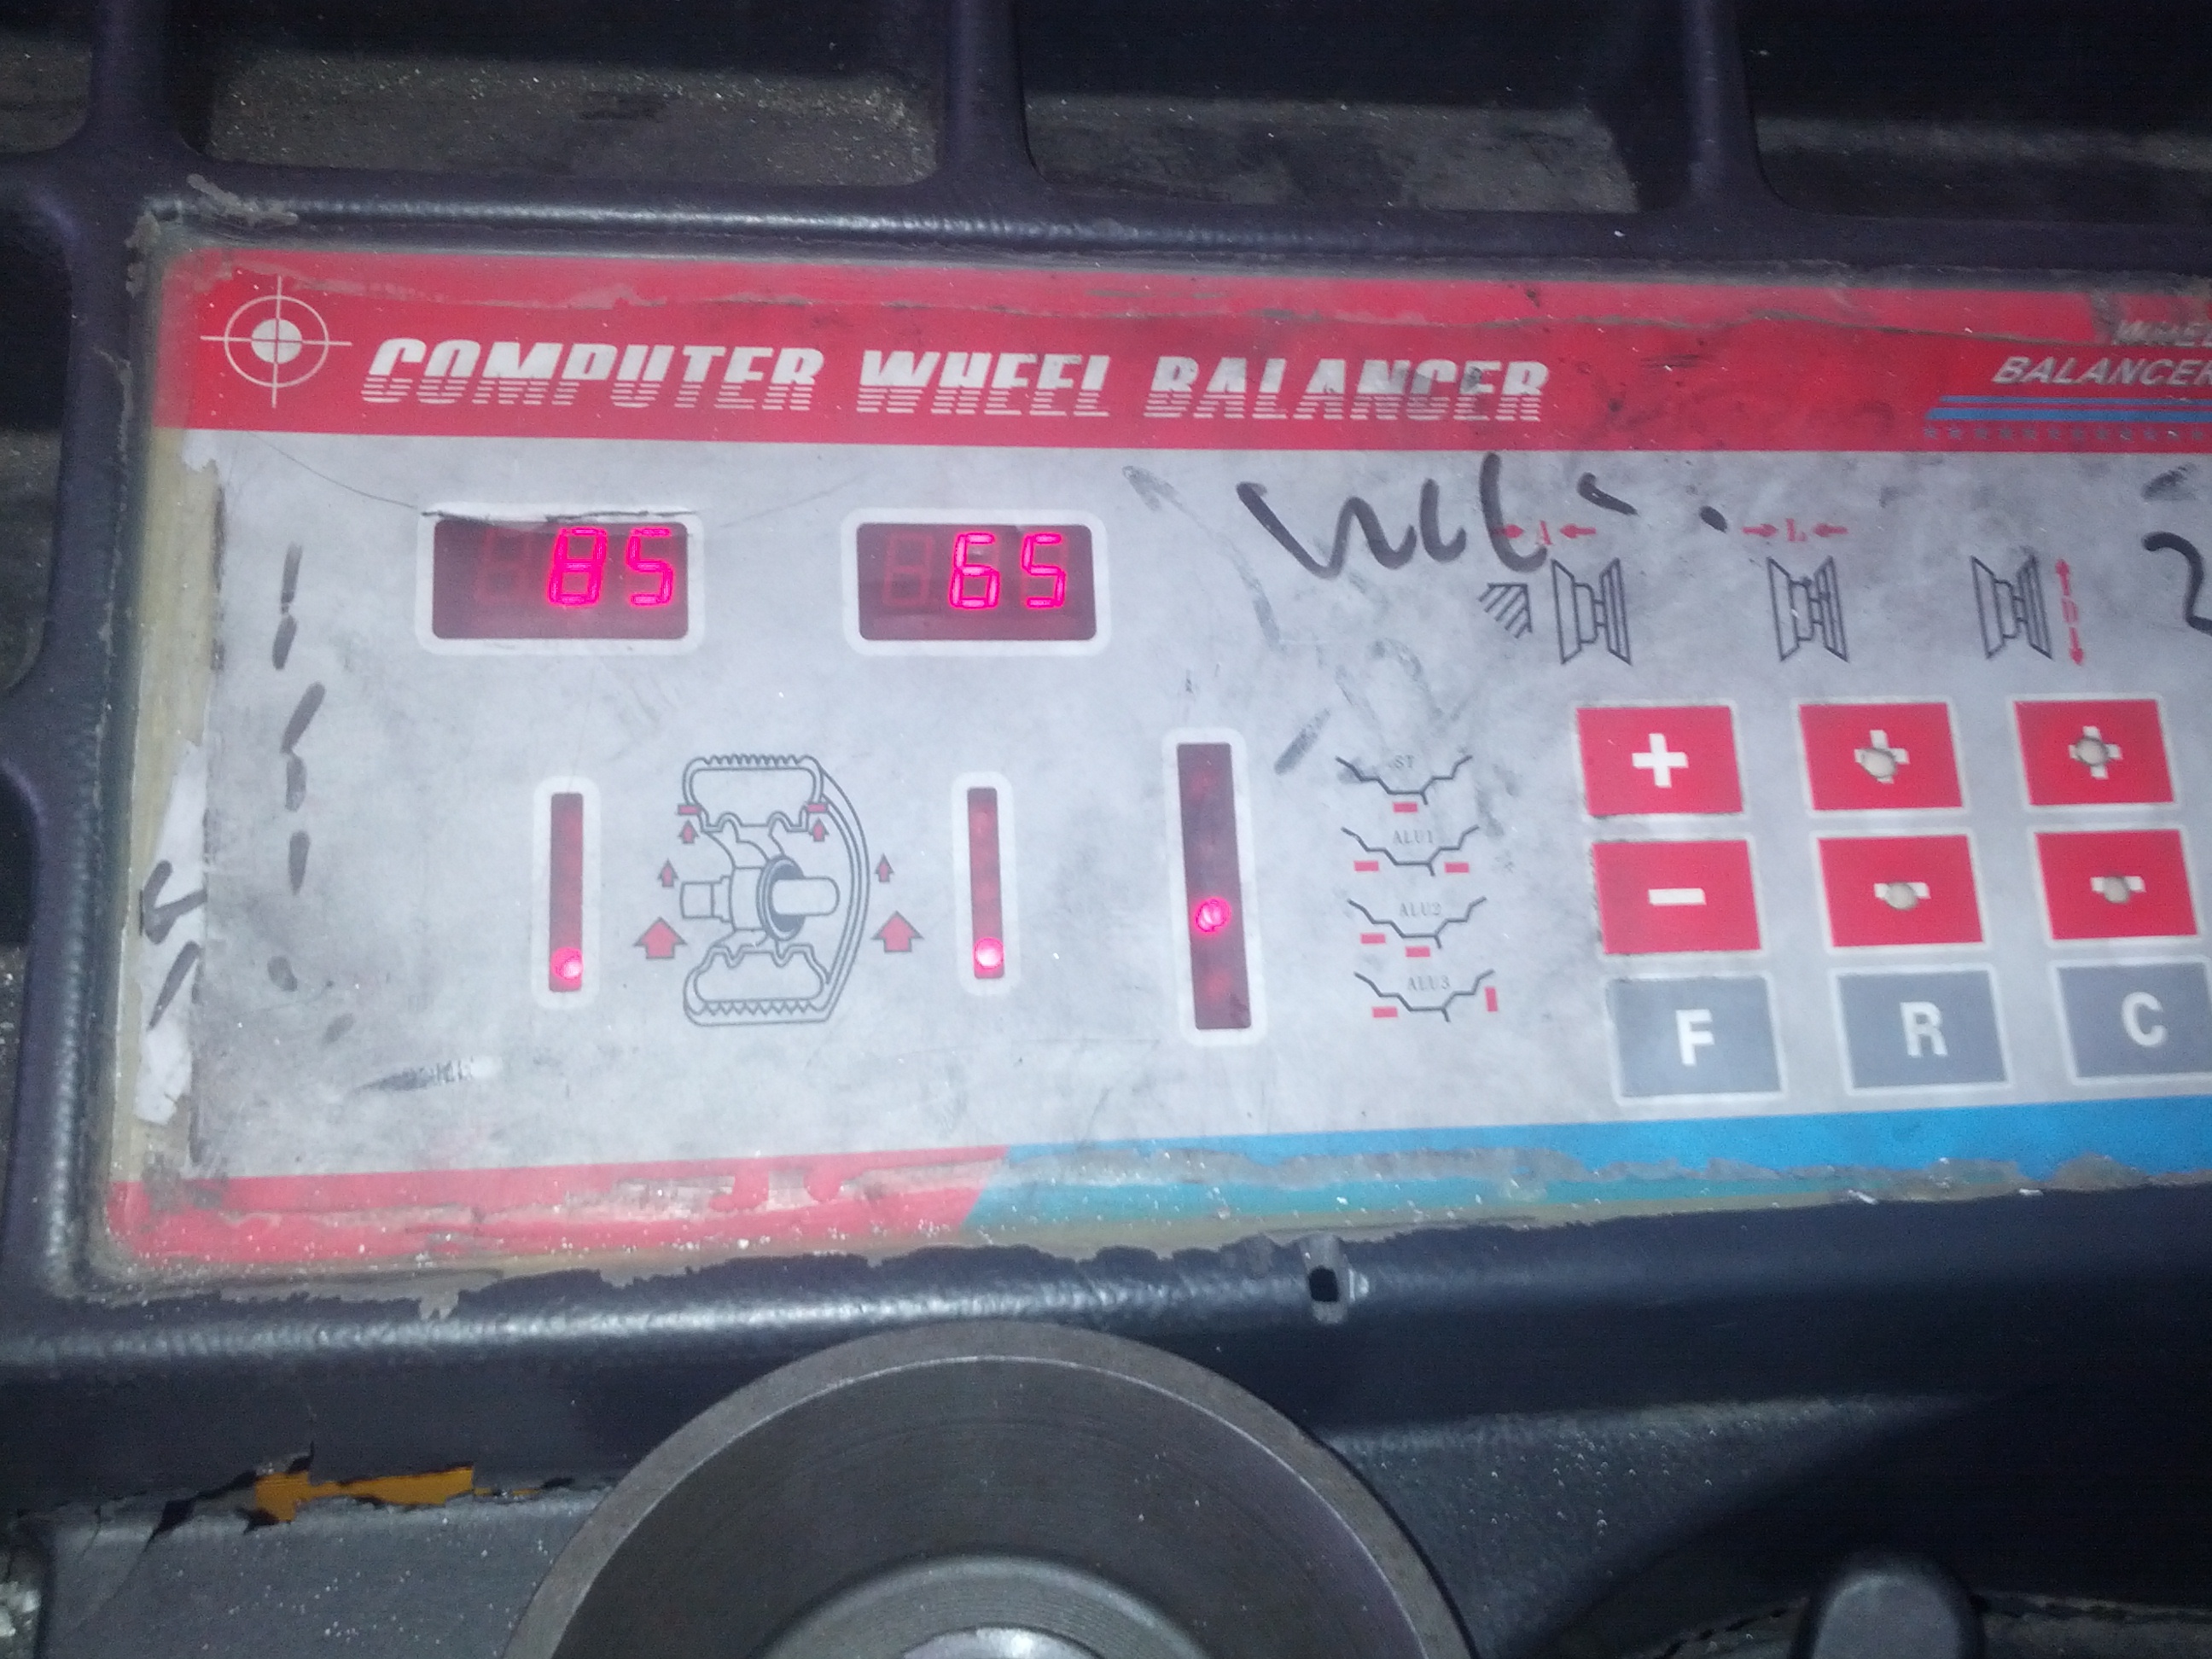 COMPUTER WHEEL BALANCER
BALANCER
85 65
A L D
ST
ALU1
ALU2
ALU3
+ + +
- - -
F R C